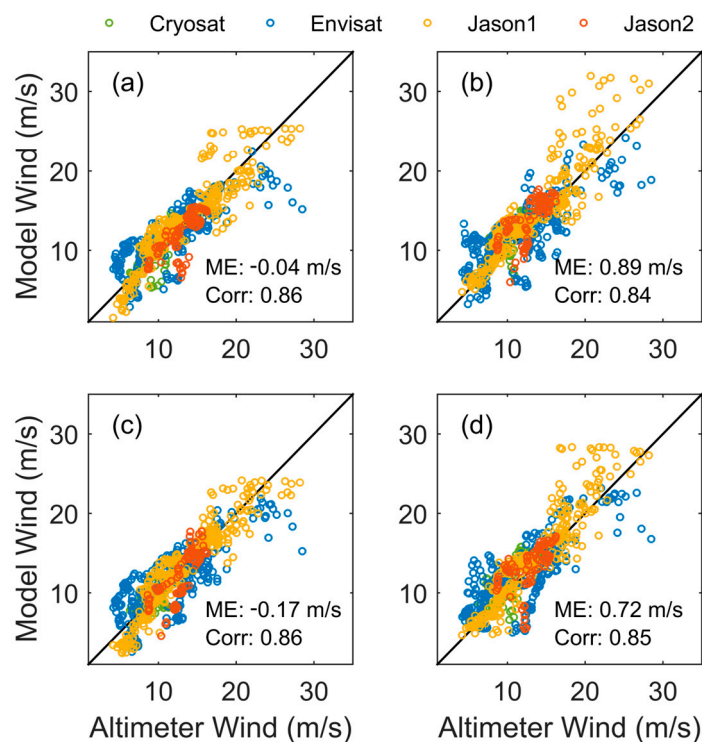 Cryosat Envisat Jason1 Jason2
(a) (b)
30 30
20 20
10 10
Model Wind (m/s)
ME: -0.04 m/s ME: 0.89 m/s
Corr: 0.86 Corr: 0.84
10 20 30 10 20 30
(c) (d)
30 30
20 20
10 10
Model Wind (m/s)
ME: -0.17 m/s ME: 0.72 m/s
Corr: 0.86 Corr: 0.85
10 20 30 10 20 30
Altimeter Wind (m/s) Altimeter Wind (m/s)